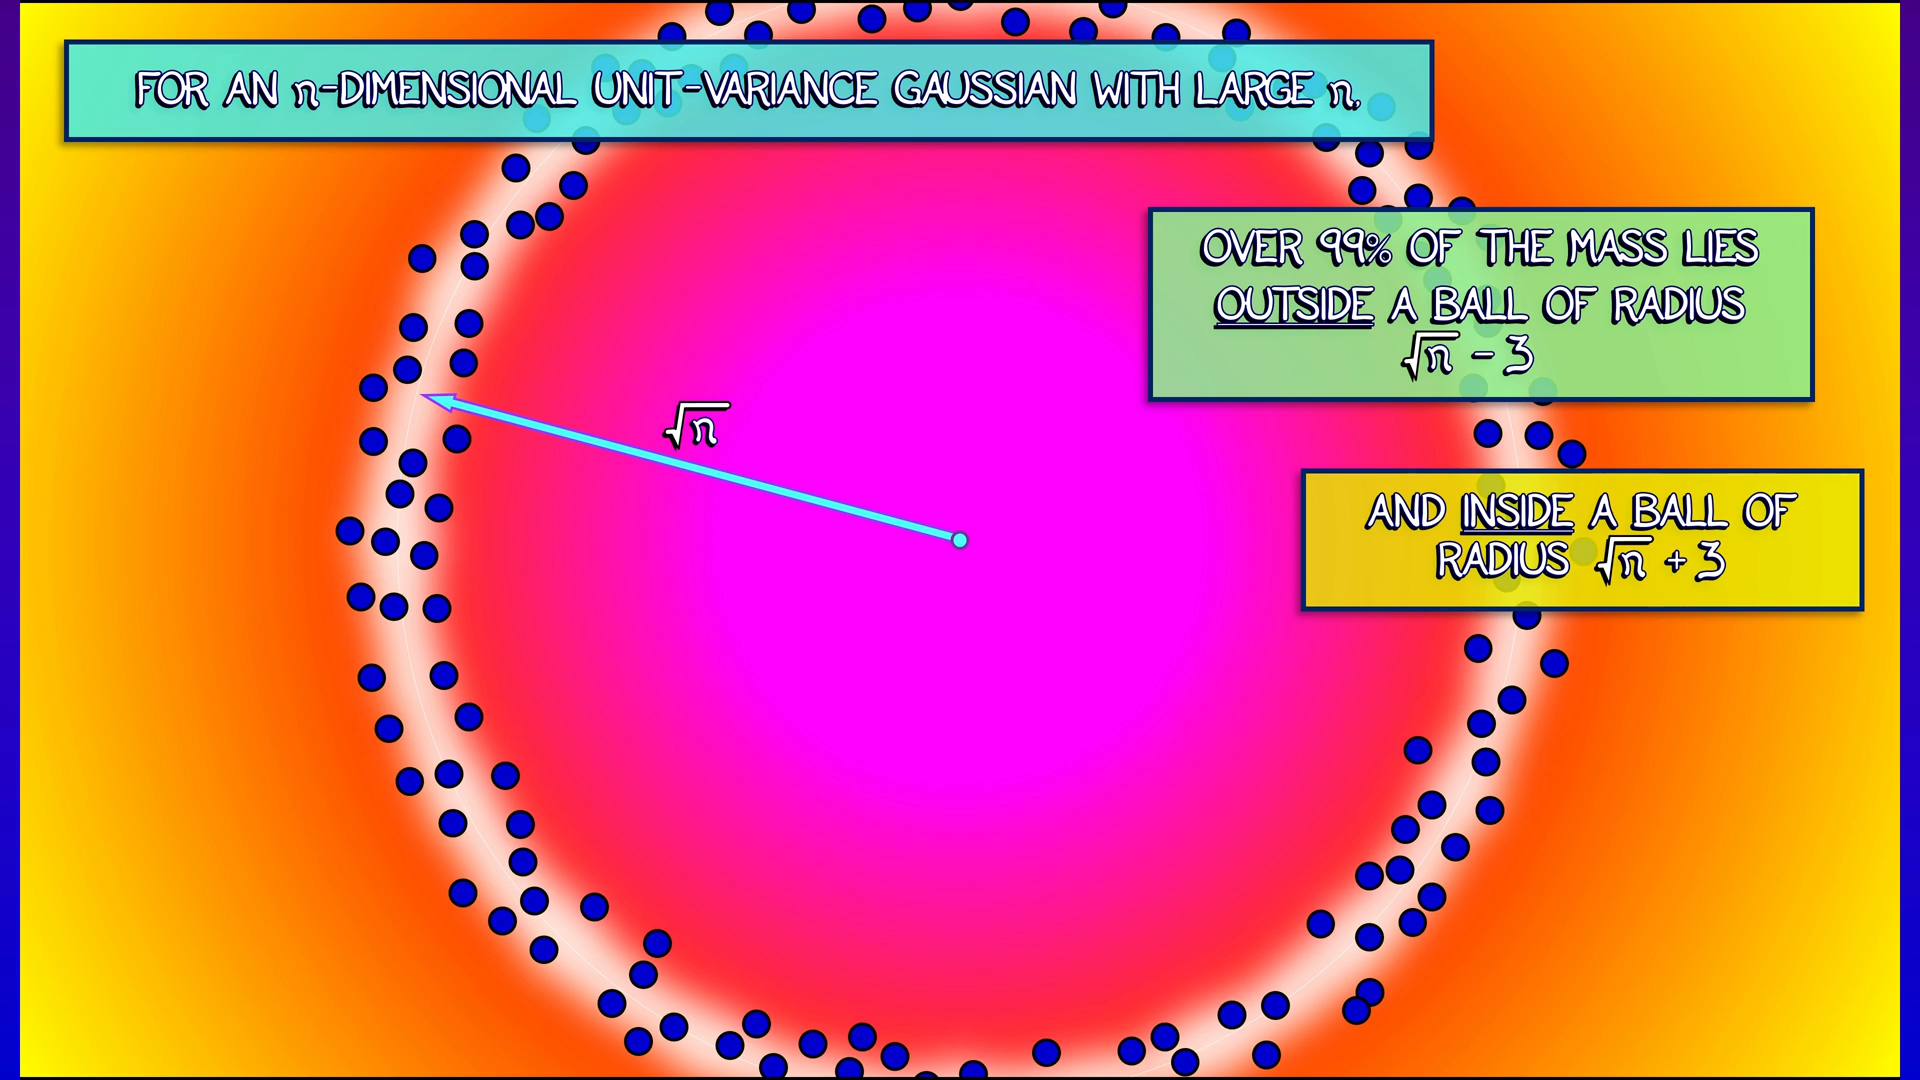 FOR AN n-DIMENSIONAL UNIT-VARIANCE GAUSSIAN WITH LARGE n,
OVER 99% OF THE MASS LIES
OUTSIDE A BALL OF RADIUS
√n - 3
√n
AND INSIDE A BALL OF
RADIUS √n + 3